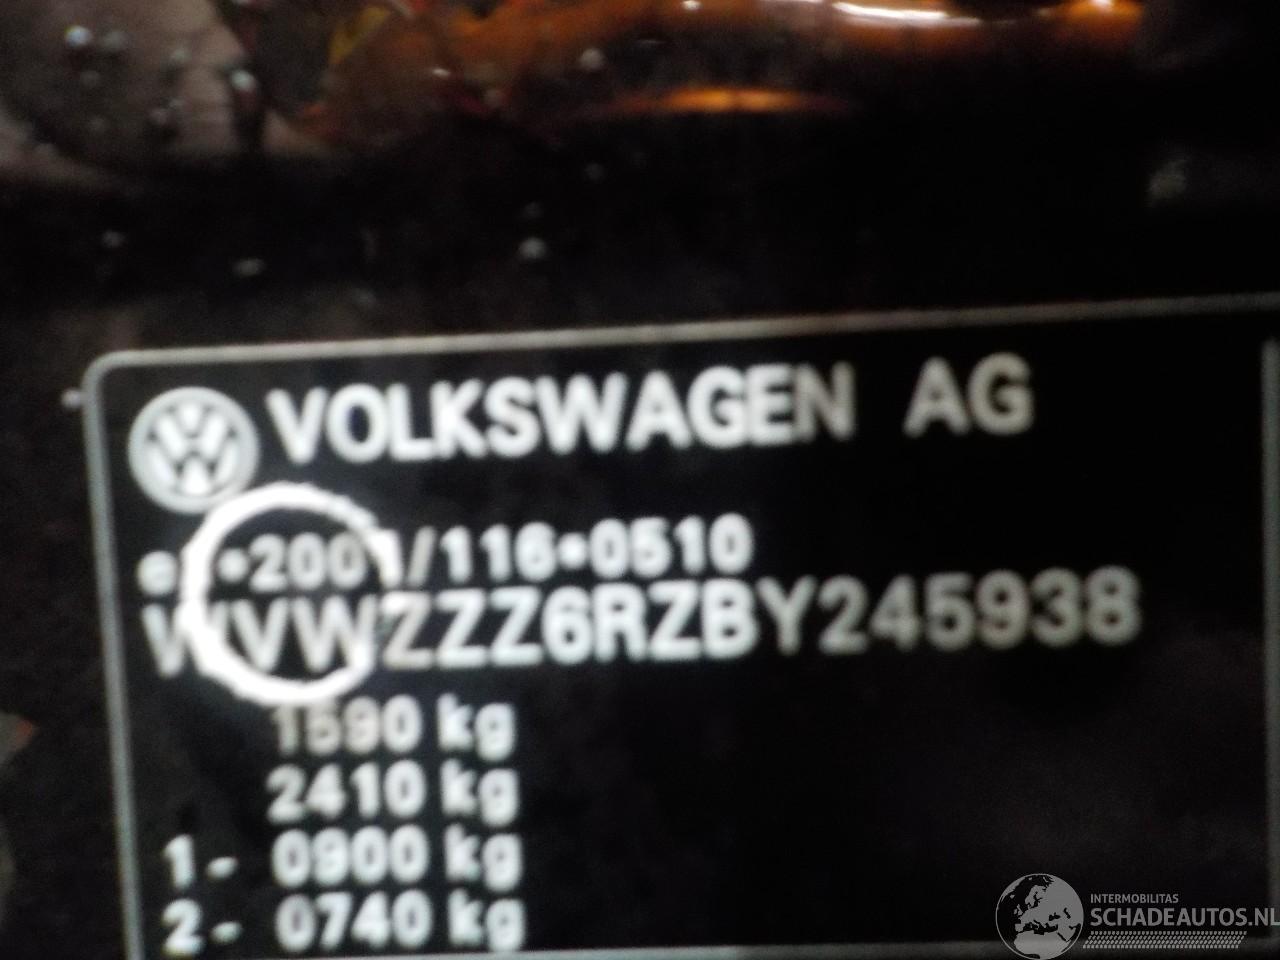 VOLKSWAGEN AG
e1*2007/116*0510
WVWZZZ6RZBY245938
1590 kg
2410 kg
1- 0900 kg
2- 0740 kg
INTERMOBILITAS
SCHADEAUTOS.NL